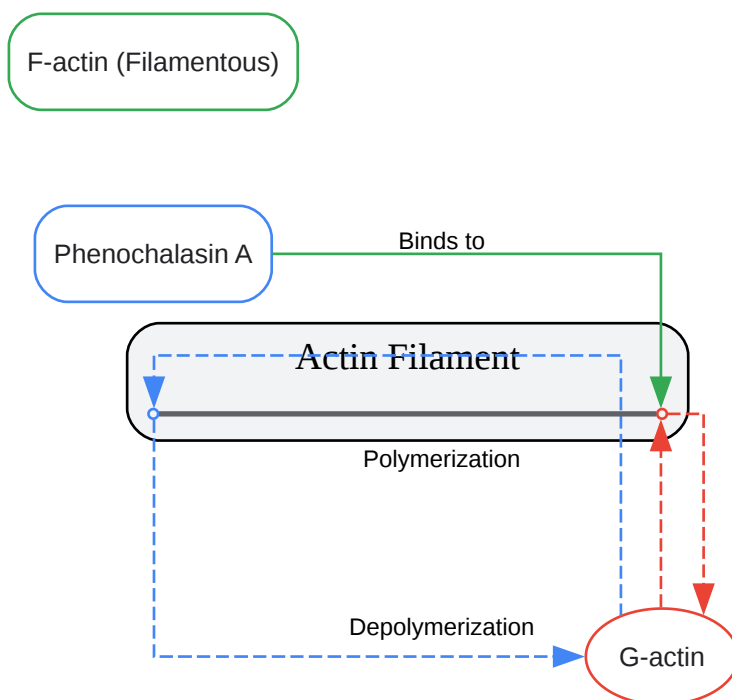 F-actin (Filamentous)
Phenochalasin A
Binds to
Actin Filament
Polymerization
Depolymerization
G-actin